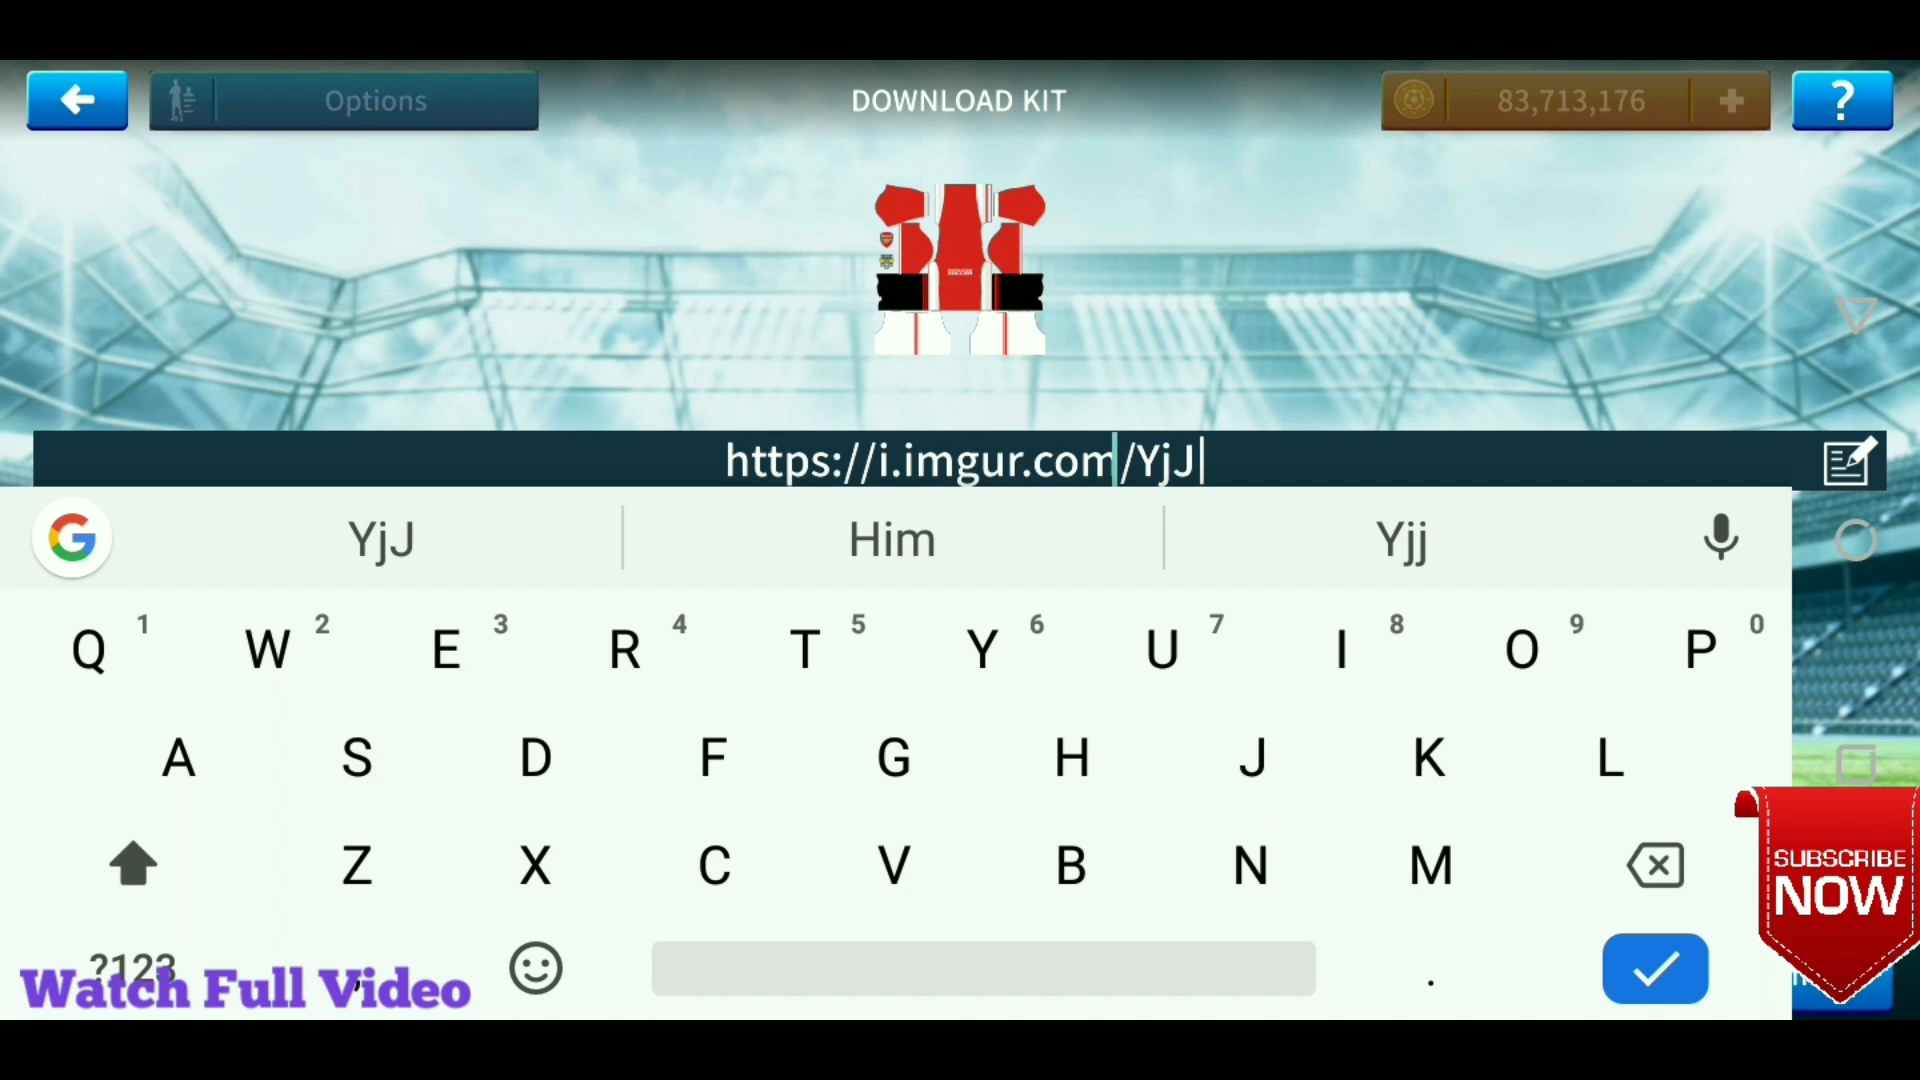 Options
DOWNLOAD KIT
83,713,176
?
https://i.imgur.com/YjJ
YjJ
Him
Yjj
Q 1 W 2 E 3 R 4 T 5 Y 6 U 7 I 8 O 9 P 0
A S D F G H J K L
Z X C V B N M
?123 , .
Watch Full Video
SUBSCRIBE
NOW